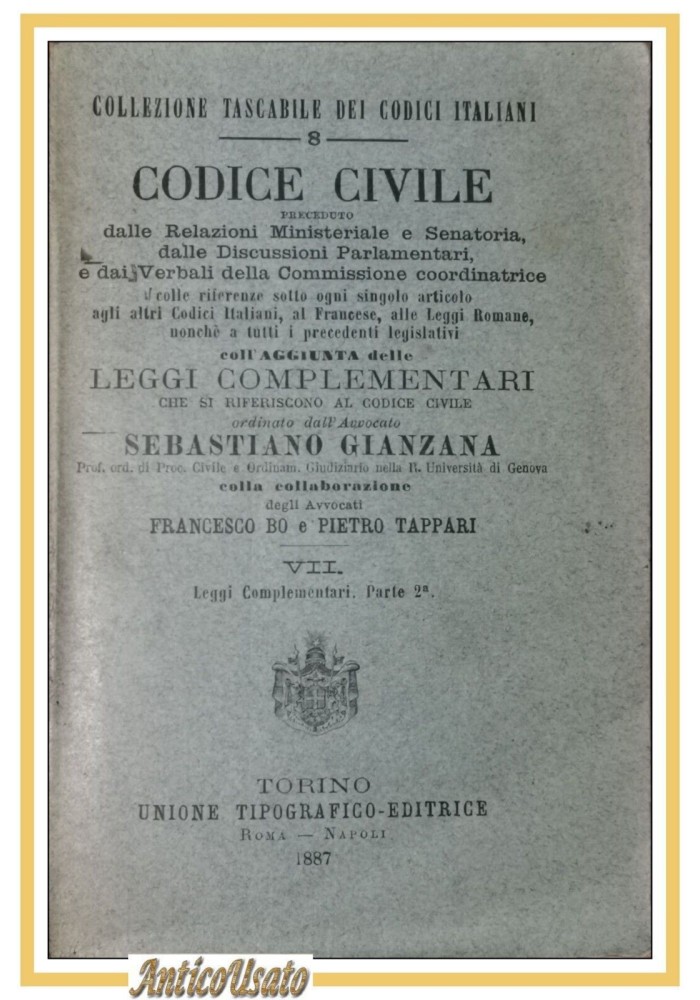 COLLEZIONE TASCABILE DEI CODICI ITALIANI
8
CODICE CIVILE
PRECEDUTO
dalle Relazioni Ministeriale e Senatoria,
dalle Discussioni Parlamentari,
e dai Verbali della Commissione coordinatrice
colle riferenze sotto ogni singolo articolo
agli altri Codici Italiani, al Francese, alle Leggi Romane,
nonchè a tutti i precedenti legislativi
coll'AGGIUNTA delle
LEGGI COMPLEMENTARI
CHE SI RIFERISCONO AL CODICE CIVILE
ordinato dall'Avvocato
SEBASTIANO GIANZANA
Prof. ord. di Proc. Civile e Ordinam. Giudiziario nella R. Università di Genova
colla collaborazione
degli Avvocati
FRANCESCO BO e PIETRO TAPPARI
VII.
Leggi Complementari. Parte 2ª.
TORINO
UNIONE TIPOGRAFICO-EDITRICE
ROMA — NAPOLI
1887
AnticoUsato